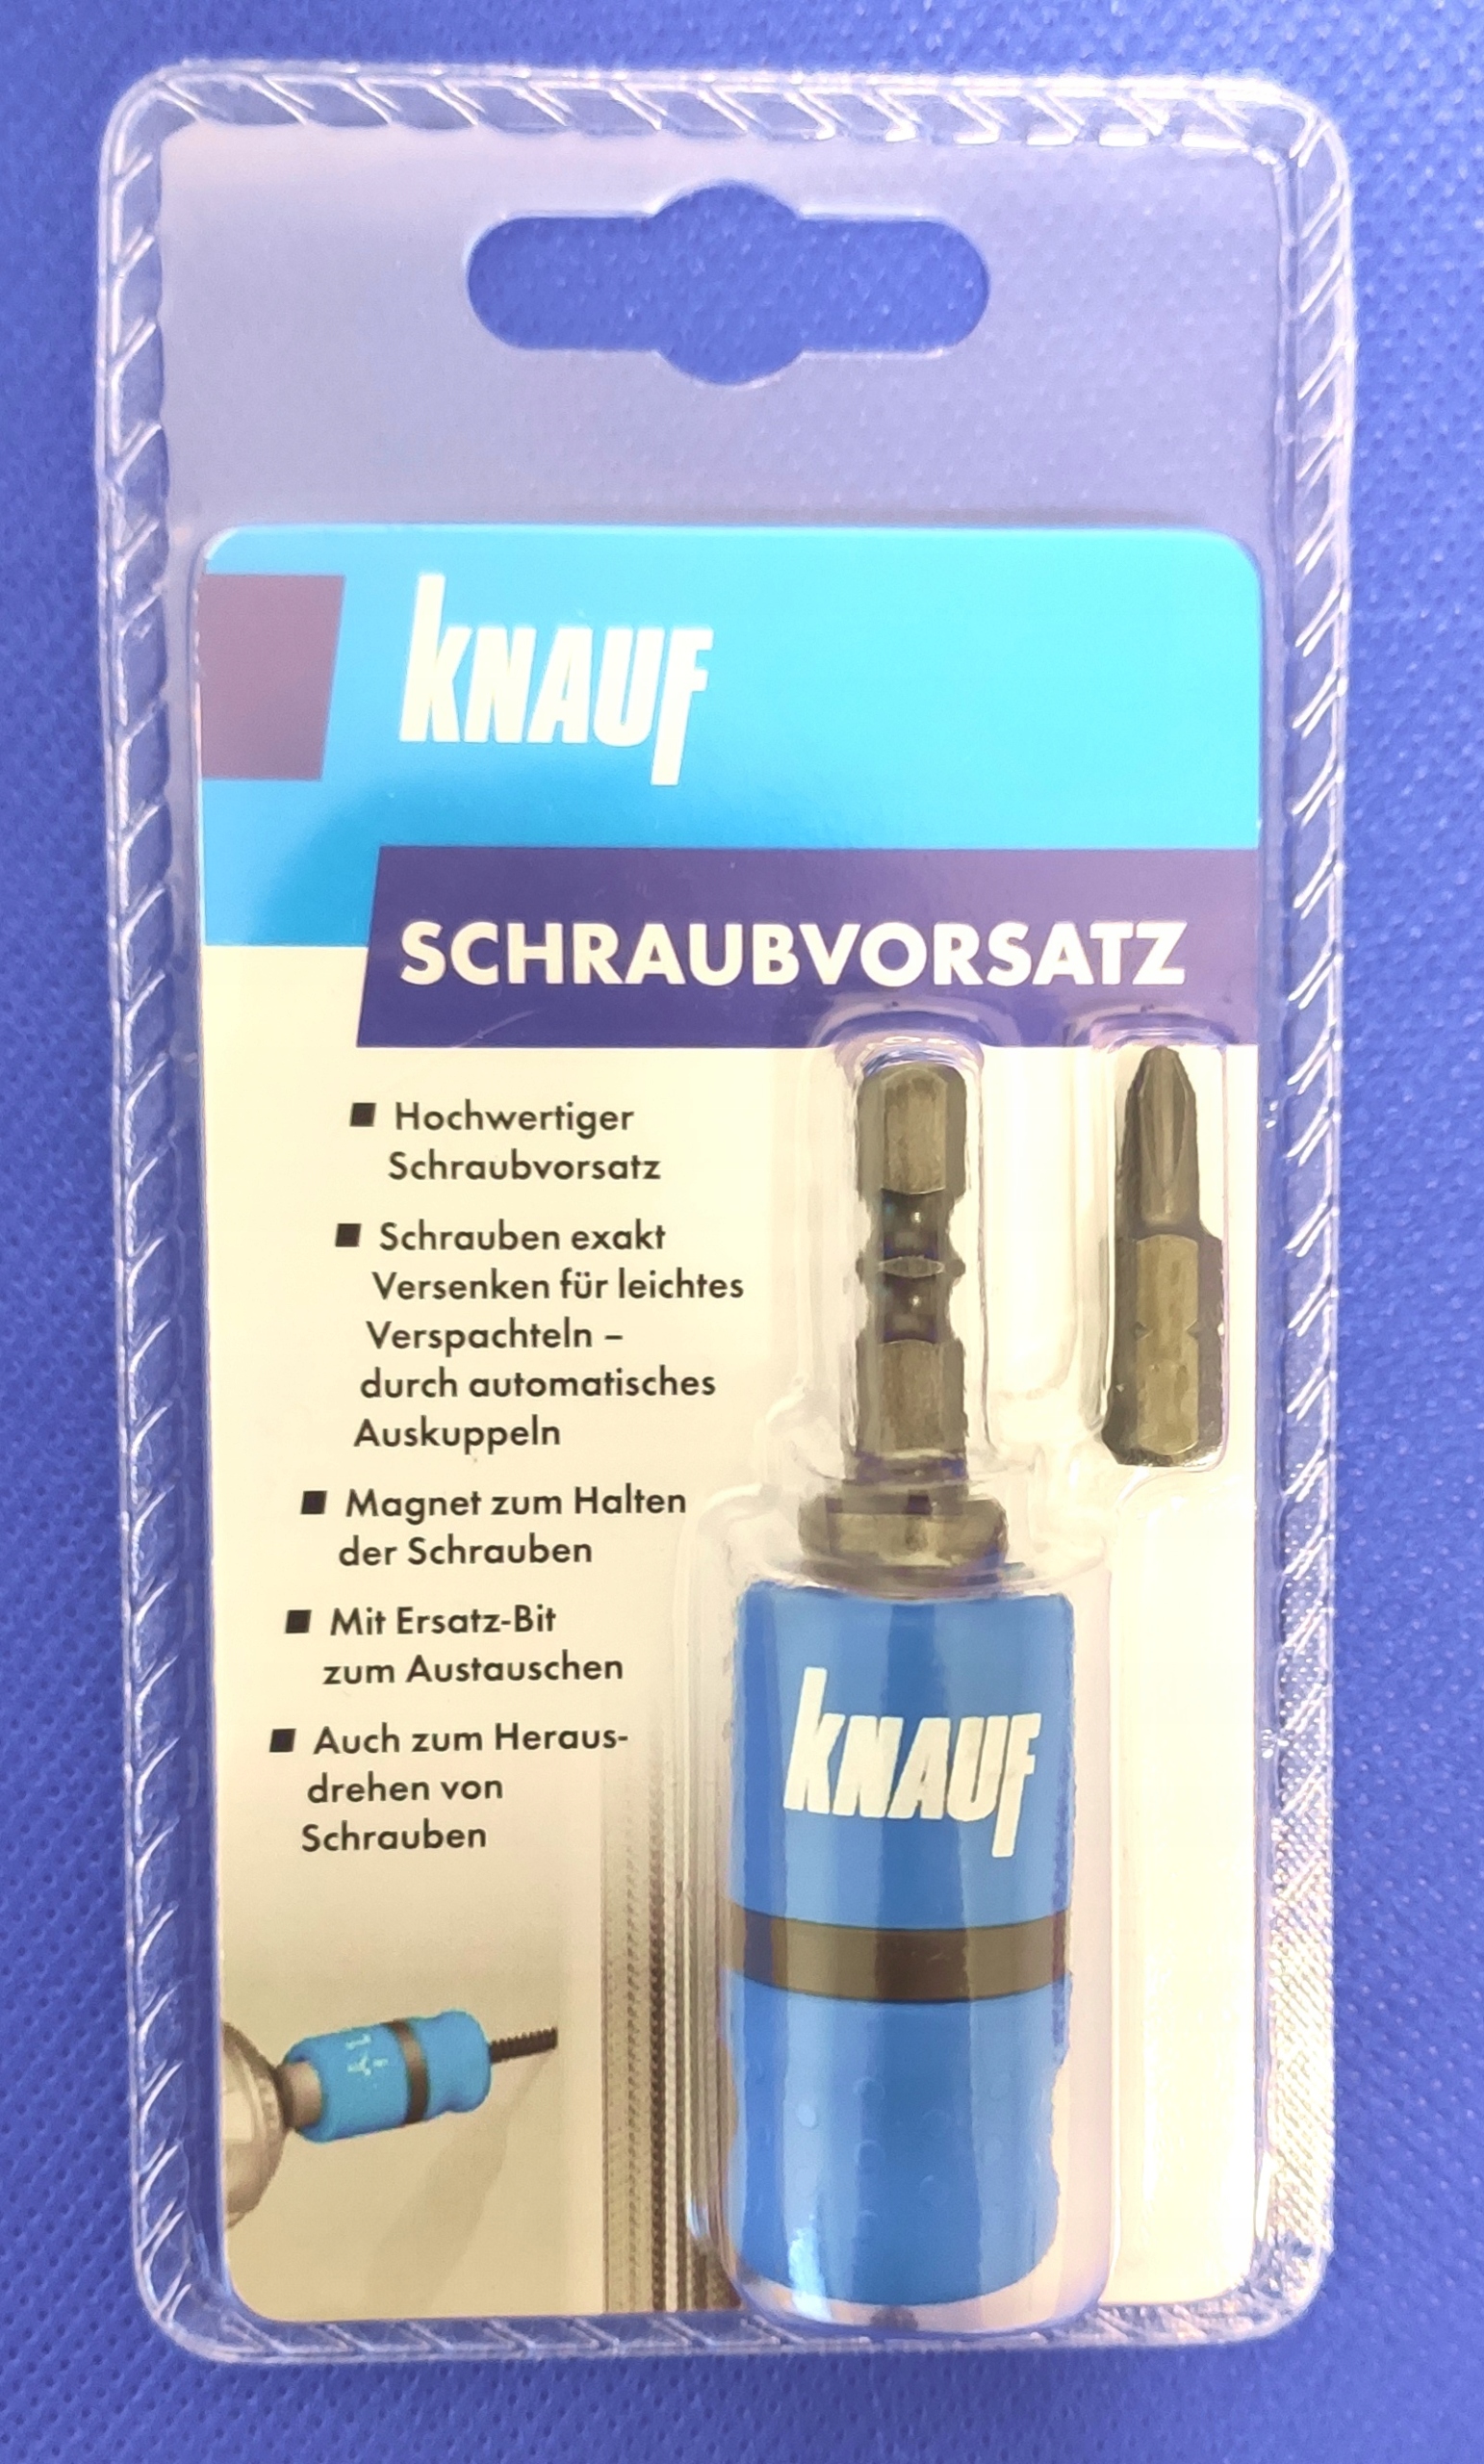 KNAUF
SCHRAUBVORSATZ
■ Hochwertiger
Schraubvorsatz
■ Schrauben exakt
Versenken für leichtes
Verspachteln –
durch automatisches
Auskuppeln
■ Magnet zum Halten
der Schrauben
■ Mit Ersatz-Bit
zum Austauschen
■ Auch zum Heraus-
drehen von
Schrauben
KNAUF